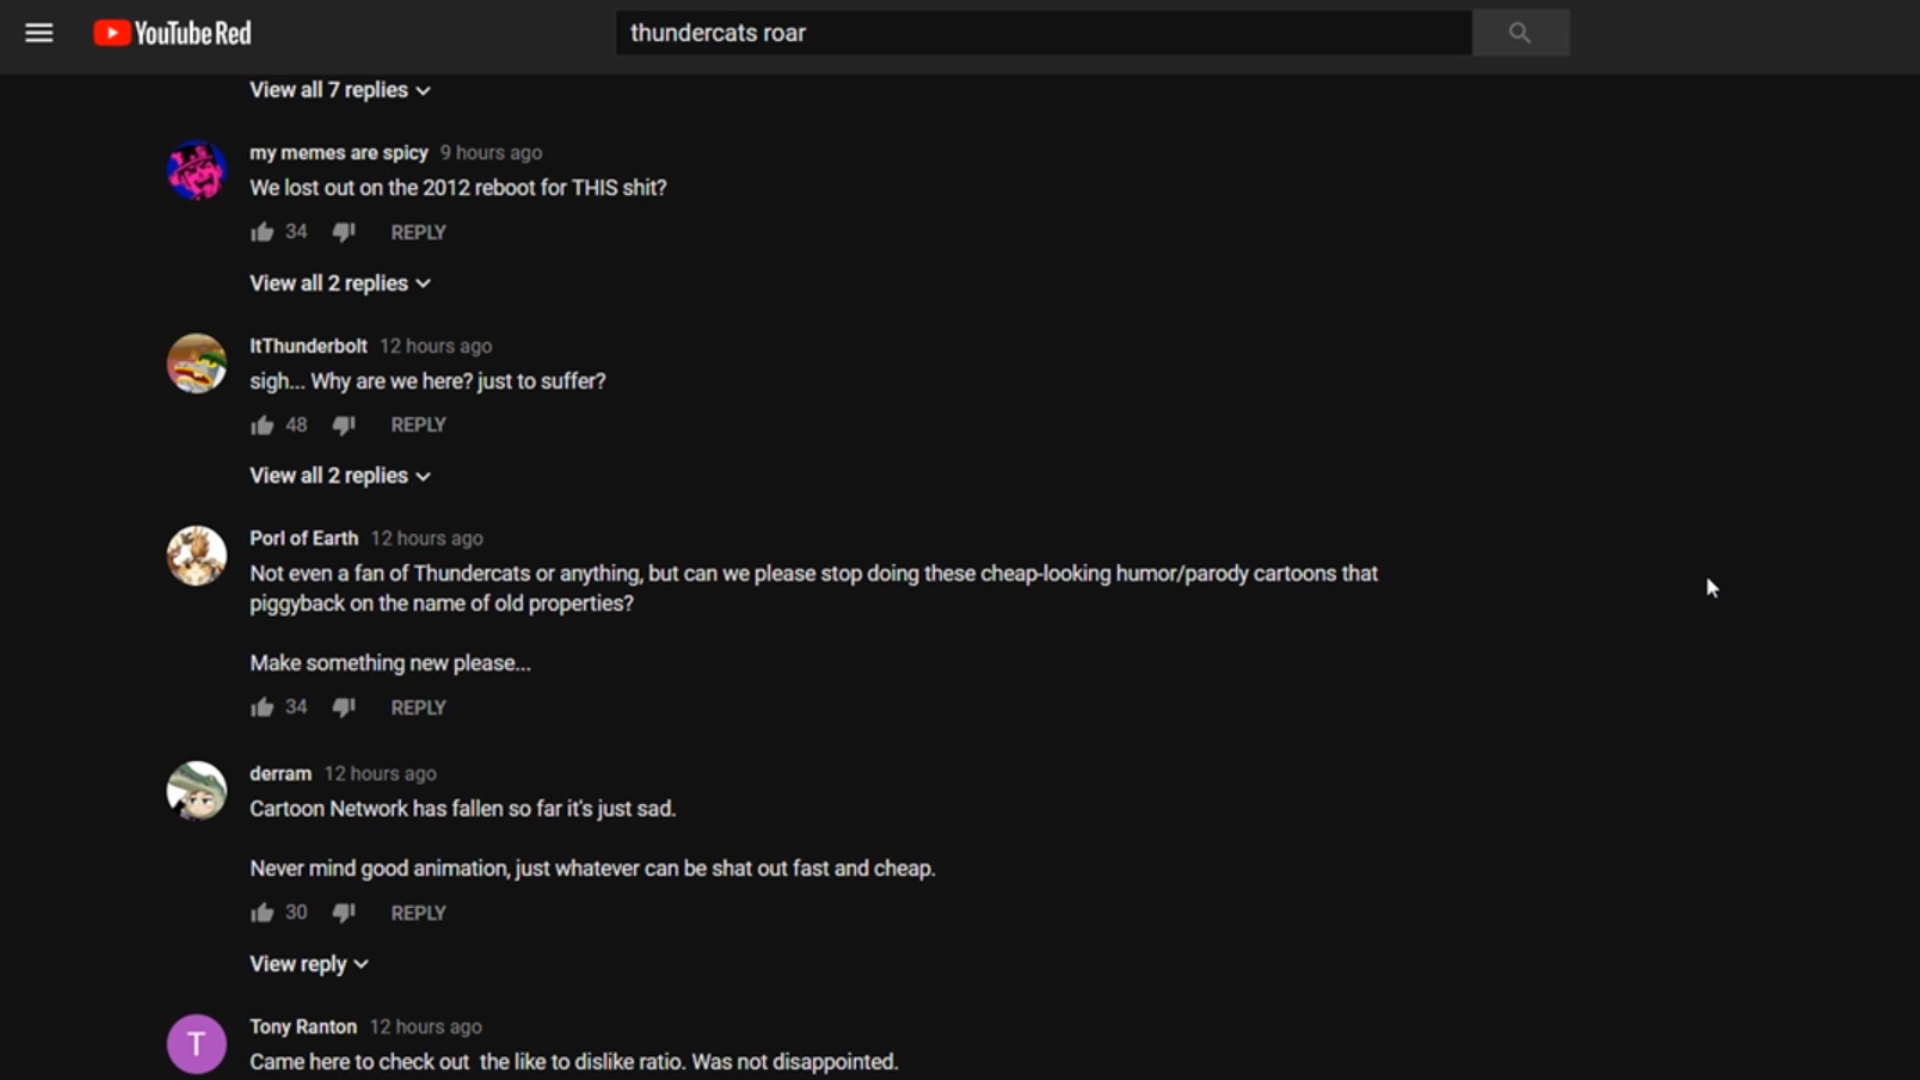 YouTube Red
thundercats roar
View all 7 replies
my memes are spicy 9 hours ago
We lost out on the 2012 reboot for THIS shit?
34 REPLY
View all 2 replies
ItThunderbolt 12 hours ago
sigh... Why are we here? just to suffer?
48 REPLY
View all 2 replies
Porl of Earth 12 hours ago
Not even a fan of Thundercats or anything, but can we please stop doing these cheap-looking humor/parody cartoons that
piggyback on the name of old properties?
Make something new please...
34 REPLY
derram 12 hours ago
Cartoon Network has fallen so far it's just sad.
Never mind good animation, just whatever can be shat out fast and cheap.
30 REPLY
View reply
T
Tony Ranton 12 hours ago
Came here to check out  the like to dislike ratio. Was not disappointed.